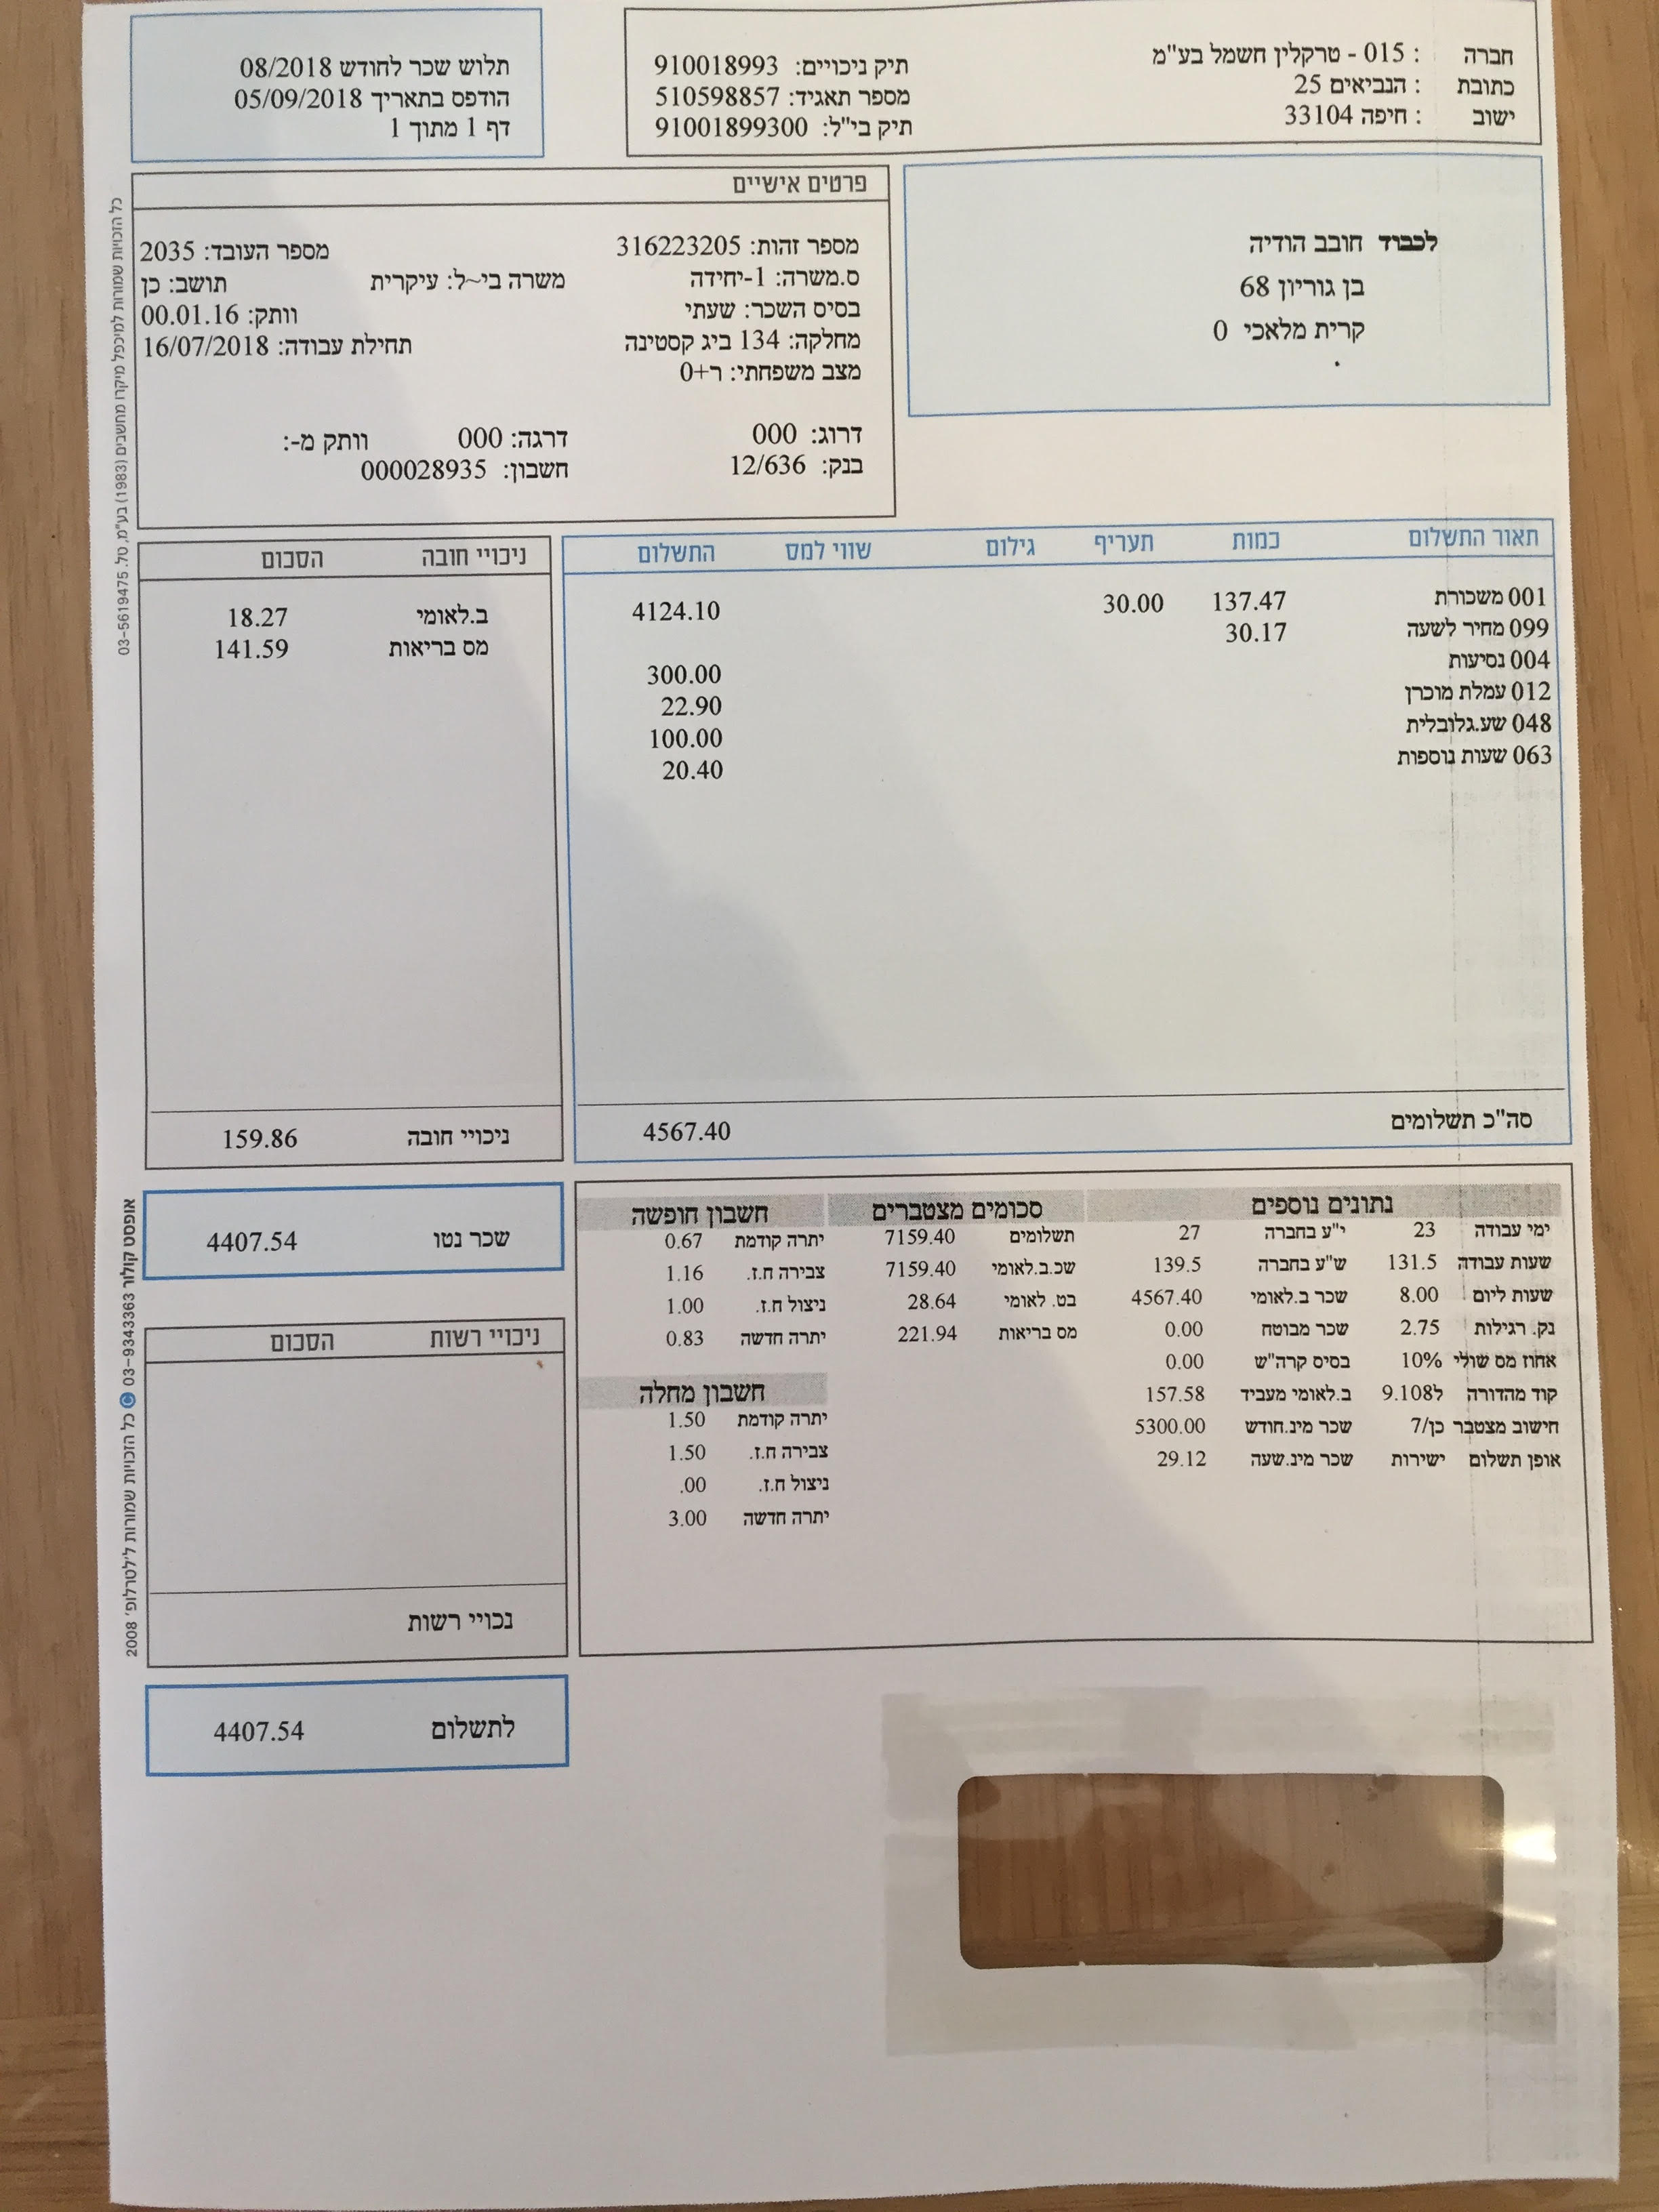 חברה : 015 - טרקלין חשמל בע"מ
כתובת : הנביאים 25
ישוב : חיפה 33104
תיק ניכויים: 910018993
מספר תאגיד: 510598857
תיק בי"ל: 91001899300
תלוש שכר לחודש 08/2018
הודפס בתאריך 05/09/2018
דף 1 מתוך 1
לכבוד חובב הודיה
בן גוריון 68
קרית מלאכי 0
פרטים אישיים
מספר זהות: 316223205 מספר העובד: 2035
ס.משרה: 1-יחידה משרה בי~ל: עיקרית תושב: כן
בסיס השכר: שעתי וותק: 00.01.16
מחלקה: 134 ביג קסטינה תחילת עבודה: 16/07/2018
מצב משפחתי: ר+0
דרוג: 000 דרגה: 000 וותק מ-:
בנק: 12/636 חשבון: 000028935
תאור התשלום כמות תעריף גילום שווי למס התשלום
001 משכורת 137.47 30.00 4124.10
099 מחיר לשעה 30.17
004 נסיעות 300.00
012 עמלת מוכרן 22.90
048 שע.גלובלית 100.00
063 שעות נוספות 20.40
סה"כ תשלומים 4567.40
ניכויי חובה הסכום
ב.לאומי 18.27
מס בריאות 141.59
ניכויי חובה 159.86
נתונים נוספים
ימי עבודה 23 י"ע בחברה 27
שעות עבודה 131.5 ש"ע בחברה 139.5
שעות ליום 8.00 שכר ב.לאומי 4567.40
נק. רגילות 2.75 שכר מבוטח 0.00
אחוז מס שולי 10% בסיס קרה"ש 0.00
קוד מהדורה 9.108ל ב.לאומי מעביד 157.58
חישוב מצטבר כן/7 שכר מינ.חודש 5300.00
אופן תשלום ישירות שכר מינ.שעה 29.12
סכומים מצטברים
תשלומים 7159.40
שכ.ב.לאומי 7159.40
בט. לאומי 28.64
מס בריאות 221.94
חשבון חופשה
יתרה קודמת 0.67
צבירה ח.ז. 1.16
ניצול ח.ז. 1.00
יתרה חדשה 0.83
חשבון מחלה
יתרה קודמת 1.50
צבירה ח.ז. 1.50
ניצול ח.ז. .00
יתרה חדשה 3.00
שכר נטו 4407.54
ניכויי רשות הסכום
נכויי רשות
לתשלום 4407.54
כל הזכויות שמורות למיכפל מיקרו מחשבים (1983) בע"מ, טל. 03-5619475
אופסט קולור 03-9343363 © כל הזכויות שמורות ל'לטרלופ' 2008